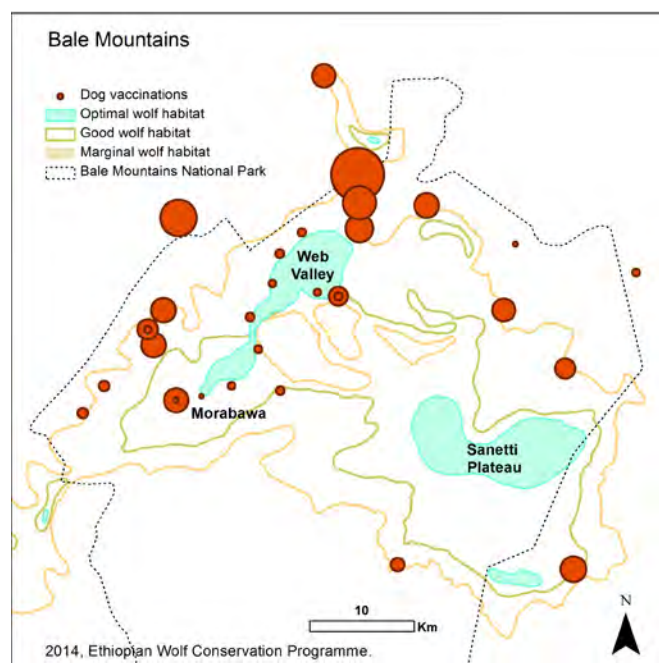 Bale Mountains
Dog vaccinations
Optimal wolf habitat
Good wolf habitat
Marginal wolf habitat
Bale Mountains National Park
Web
Valley
Morabawa
Sanetti
Plateau
10
Km
N
2014, Ethiopian Wolf Conservation Programme.